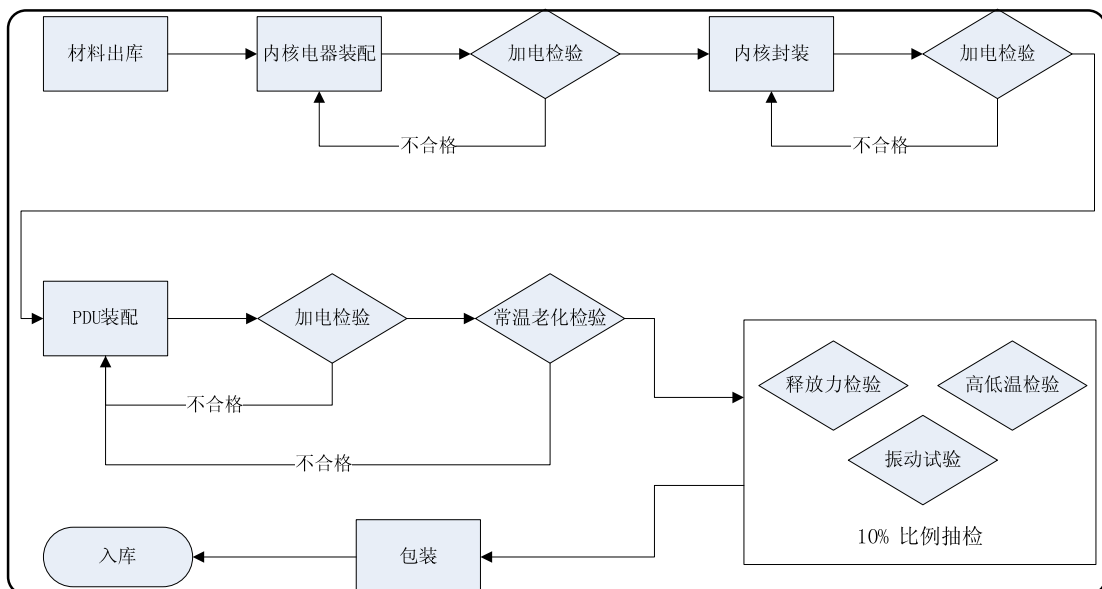 材料出库
内核电器装配
加电检验
内核封装
加电检验
不合格
不合格
PDU装配
加电检验
常温老化检验
释放力检验
高低温检验
不合格
振动试验
不合格
10% 比例抽检
入库
包装